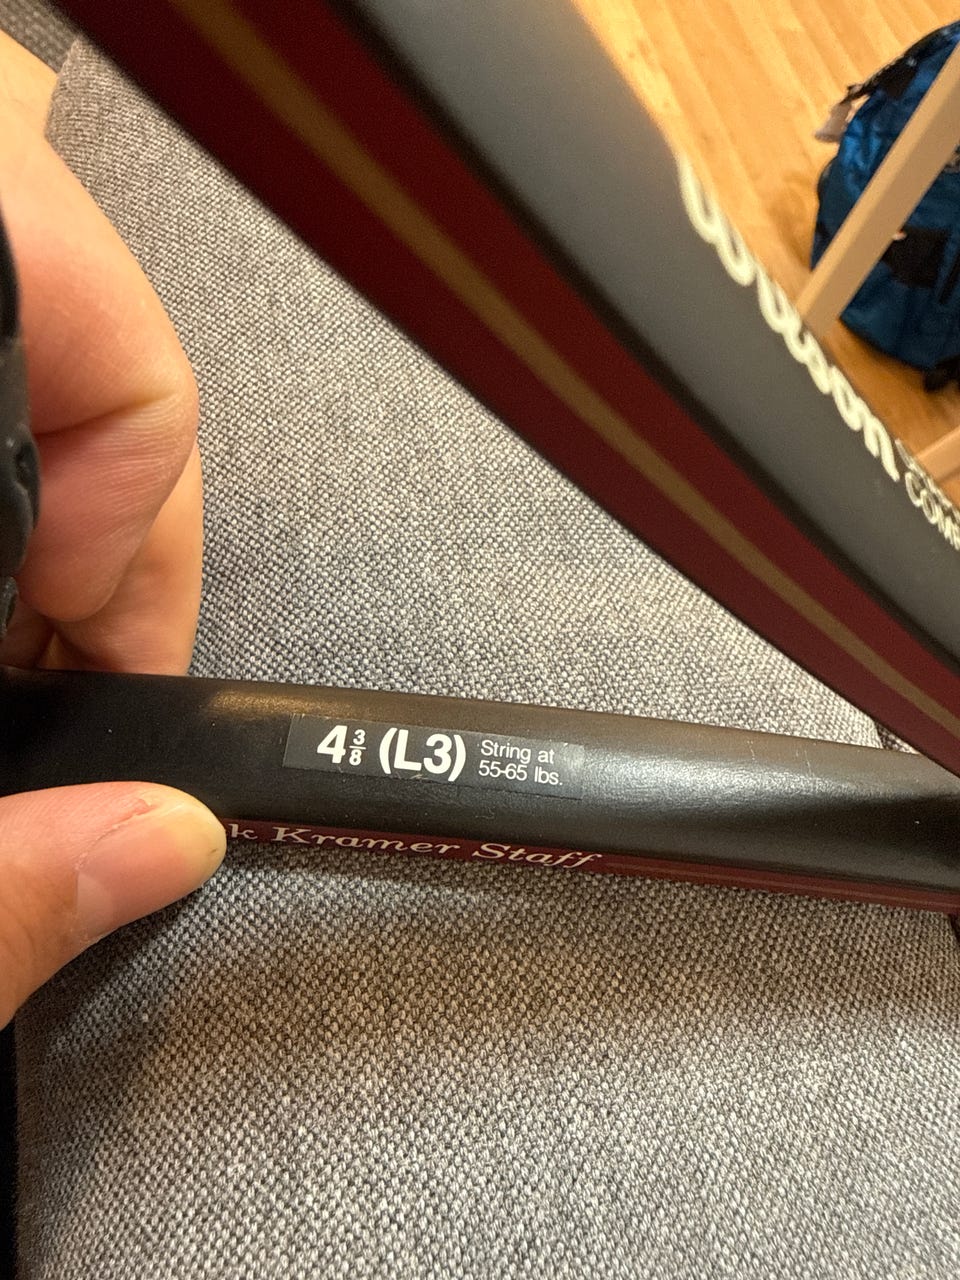 Wilson
4 3/8 (L3) String at
55-65 lbs.
k Kramer Staff